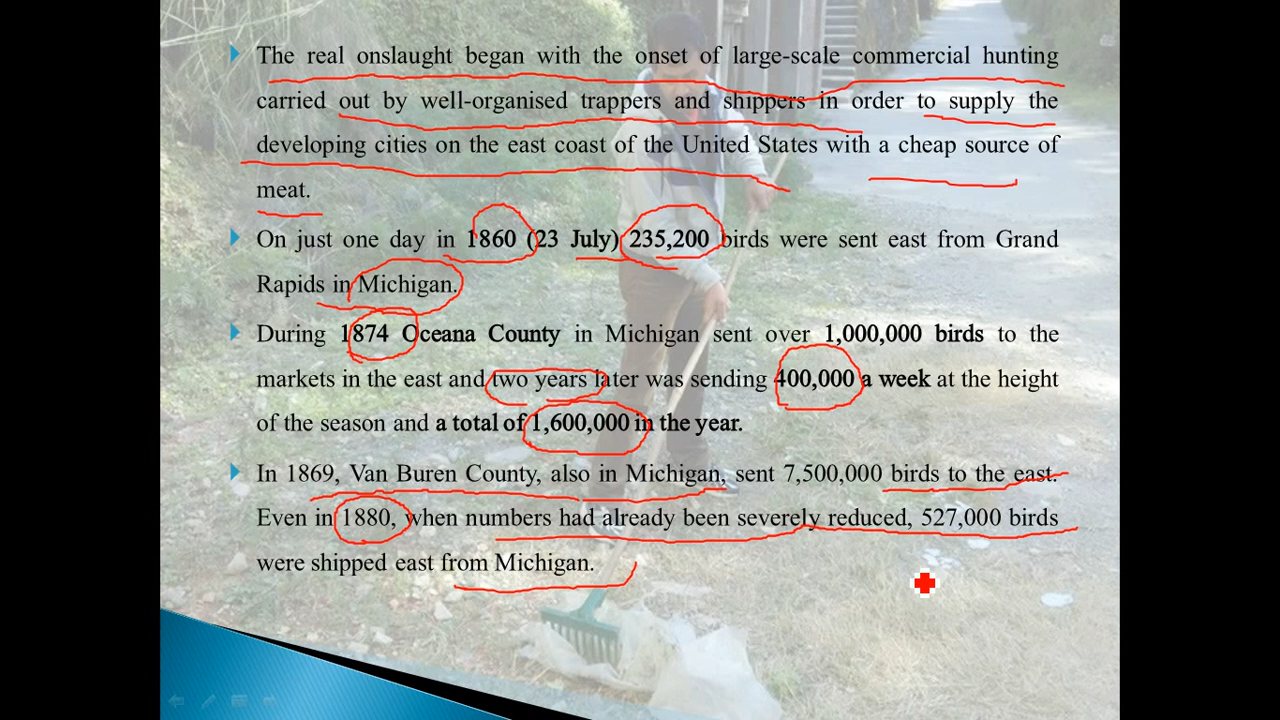 The real onslaught began with the onset of large-scale commercial hunting
carried out by well-organised trappers and shippers in order to supply the
developing cities on the east coast of the United States with a cheap source of
meat.
On just one day in 1860 (23 July) 235,200 birds were sent east from Grand
Rapids in Michigan.
During 1874 Oceana County in Michigan sent over 1,000,000 birds to the
markets in the east and two years later was sending 400,000 a week at the height
of the season and a total of 1,600,000 in the year.
In 1869, Van Buren County, also in Michigan, sent 7,500,000 birds to the east.
Even in 1880, when numbers had already been severely reduced, 527,000 birds
were shipped east from Michigan.